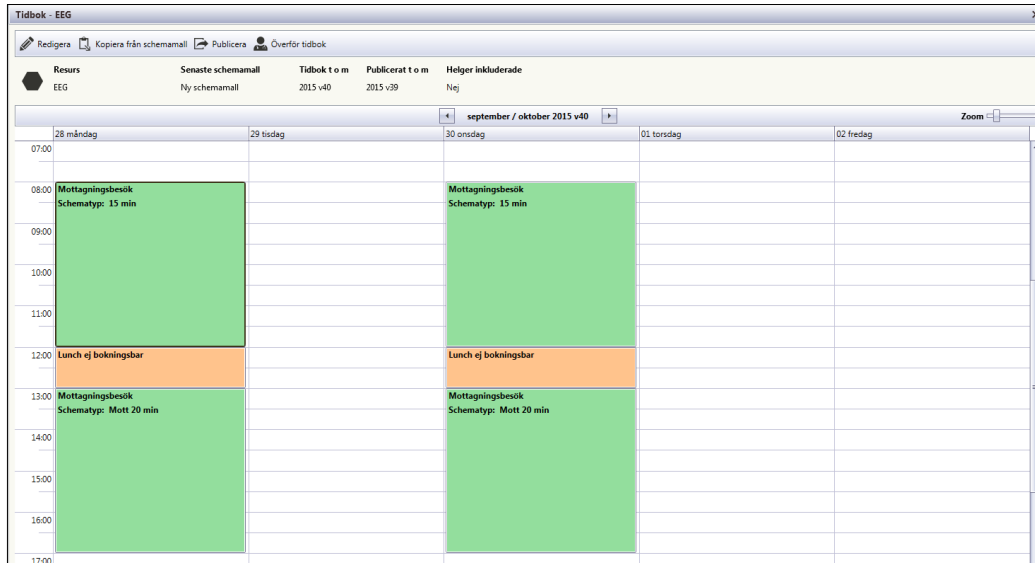 Tidbok - EEG
Redigera Kopiera från schemamall Publicera Överför tidbok
Resurs Senaste schemamall Tidbok t o m Publicerat t o m Helger inkluderade
EEG Ny schemamall 2015 v40 2015 v39 Nej
september / oktober 2015 v40 Zoom
28 måndag 29 tisdag 30 onsdag 01 torsdag 02 fredag
07:00
08:00 Mottagningsbesök Mottagningsbesök
Schematyp: 15 min Schematyp: 15 min
09:00
10:00
11:00
12:00 Lunch ej bokningsbar Lunch ej bokningsbar
13:00 Mottagningsbesök Mottagningsbesök
Schematyp: Mott 20 min Schematyp: Mott 20 min
14:00
15:00
16:00
17:00